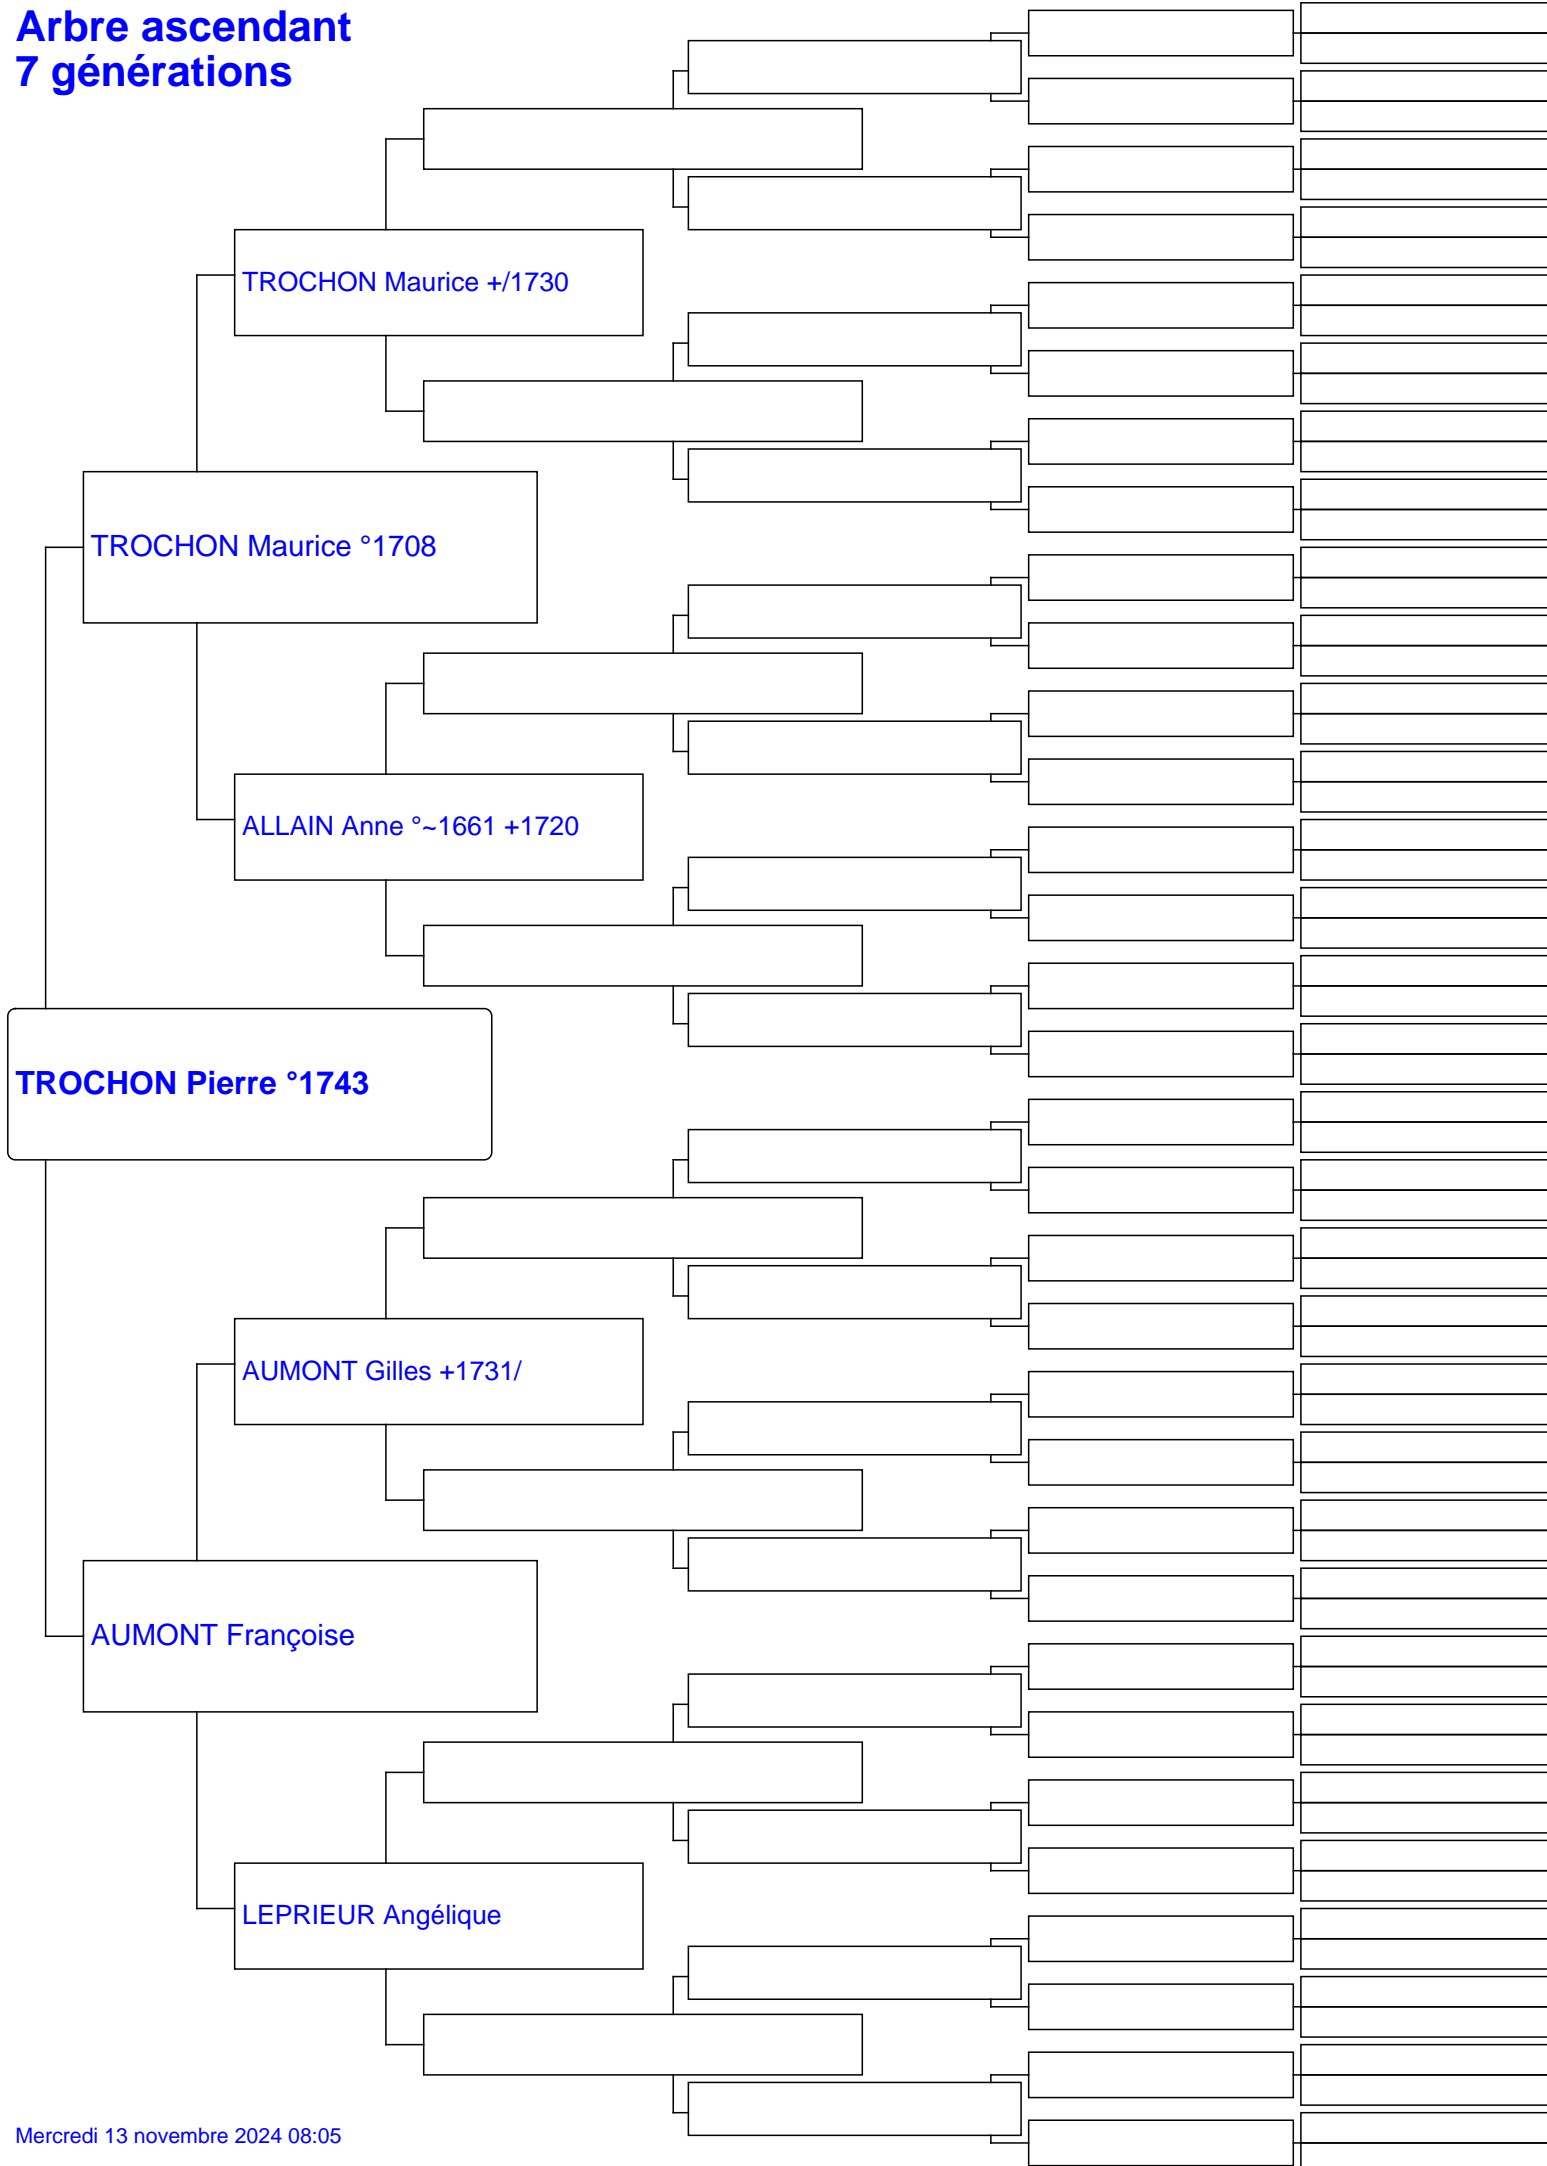 Arbre ascendant
7 générations
TROCHON Maurice +/1730
TROCHON Maurice °1708
ALLAIN Anne °~1661 +1720
TROCHON Pierre °1743
AUMONT Gilles +1731/
AUMONT Françoise
LEPRIEUR Angélique
Mercredi 13 novembre 2024 08:05